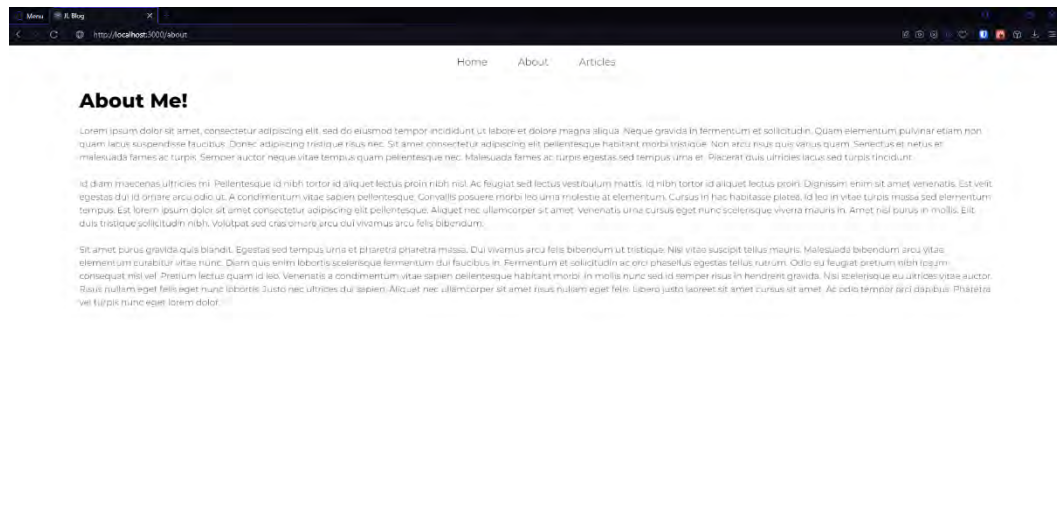 Menu JL Blog
http://localhost:3000/about
Home About Articles
About Me!
Lorem ipsum dolor sit amet, consectetur adipiscing elit, sed do eiusmod tempor incididunt ut labore et dolore magna aliqua. Neque gravida in fermentum et sollicitudin. Quam elementum pulvinar etiam non
quam lacus suspendisse faucibus. Donec adipiscing tristique risus nec. Sit amet consectetur adipiscing elit pellentesque habitant morbi tristique. Non arcu risus quis varius quam. Senectus et netus et
malesuada fames ac turpis. Semper auctor neque vitae tempus quam pellentesque nec. Malesuada fames ac turpis egestas sed tempus urna et. Placerat duis ultricies lacus sed turpis tincidunt.
Id diam maecenas ultricies mi. Pellentesque id nibh tortor id aliquet lectus proin nibh nisl. Ac feugiat sed lectus vestibulum mattis. Id nibh tortor id aliquet lectus proin. Dignissim enim sit amet venenatis. Est velit
egestas dui id ornare arcu odio ut. A condimentum vitae sapien pellentesque. Convallis posuere morbi leo urna molestie at elementum. Cursus in hac habitasse platea. Id leo in vitae turpis massa sed elementum
tempus. Est lorem ipsum dolor sit amet consectetur adipiscing elit pellentesque. Aliquet nec ullamcorper sit amet. Venenatis urna cursus eget nunc scelerisque viverra mauris in. Amet nisl purus in mollis. Elit
duis tristique sollicitudin nibh. Volutpat sed cras ornare arcu dui vivamus arcu felis bibendum.
Sit amet purus gravida quis blandit. Egestas sed tempus urna et pharetra pharetra massa. Dui vivamus arcu felis bibendum ut tristique. Nisl vitae suscipit tellus mauris. Malesuada bibendum arcu vitae
elementum curabitur vitae nunc. Diam quis enim lobortis scelerisque fermentum dui faucibus in. Fermentum et sollicitudin ac orci phasellus egestas tellus rutrum. Odio eu feugiat pretium nibh ipsum
consequat nisl vel. Pretium lectus quam id leo. Venenatis a condimentum vitae sapien pellentesque habitant morbi. In mollis nunc sed id semper risus in hendrerit gravida. Nisi scelerisque eu ultrices vitae auctor.
Risus nullam eget felis eget nunc lobortis. Justo nec ultrices dui sapien. Aliquet nec ullamcorper sit amet risus nullam eget felis. Libero justo laoreet sit amet cursus sit amet. Ac odio tempor orci dapibus. Pharetra
vel turpis nunc eget lorem dolor.